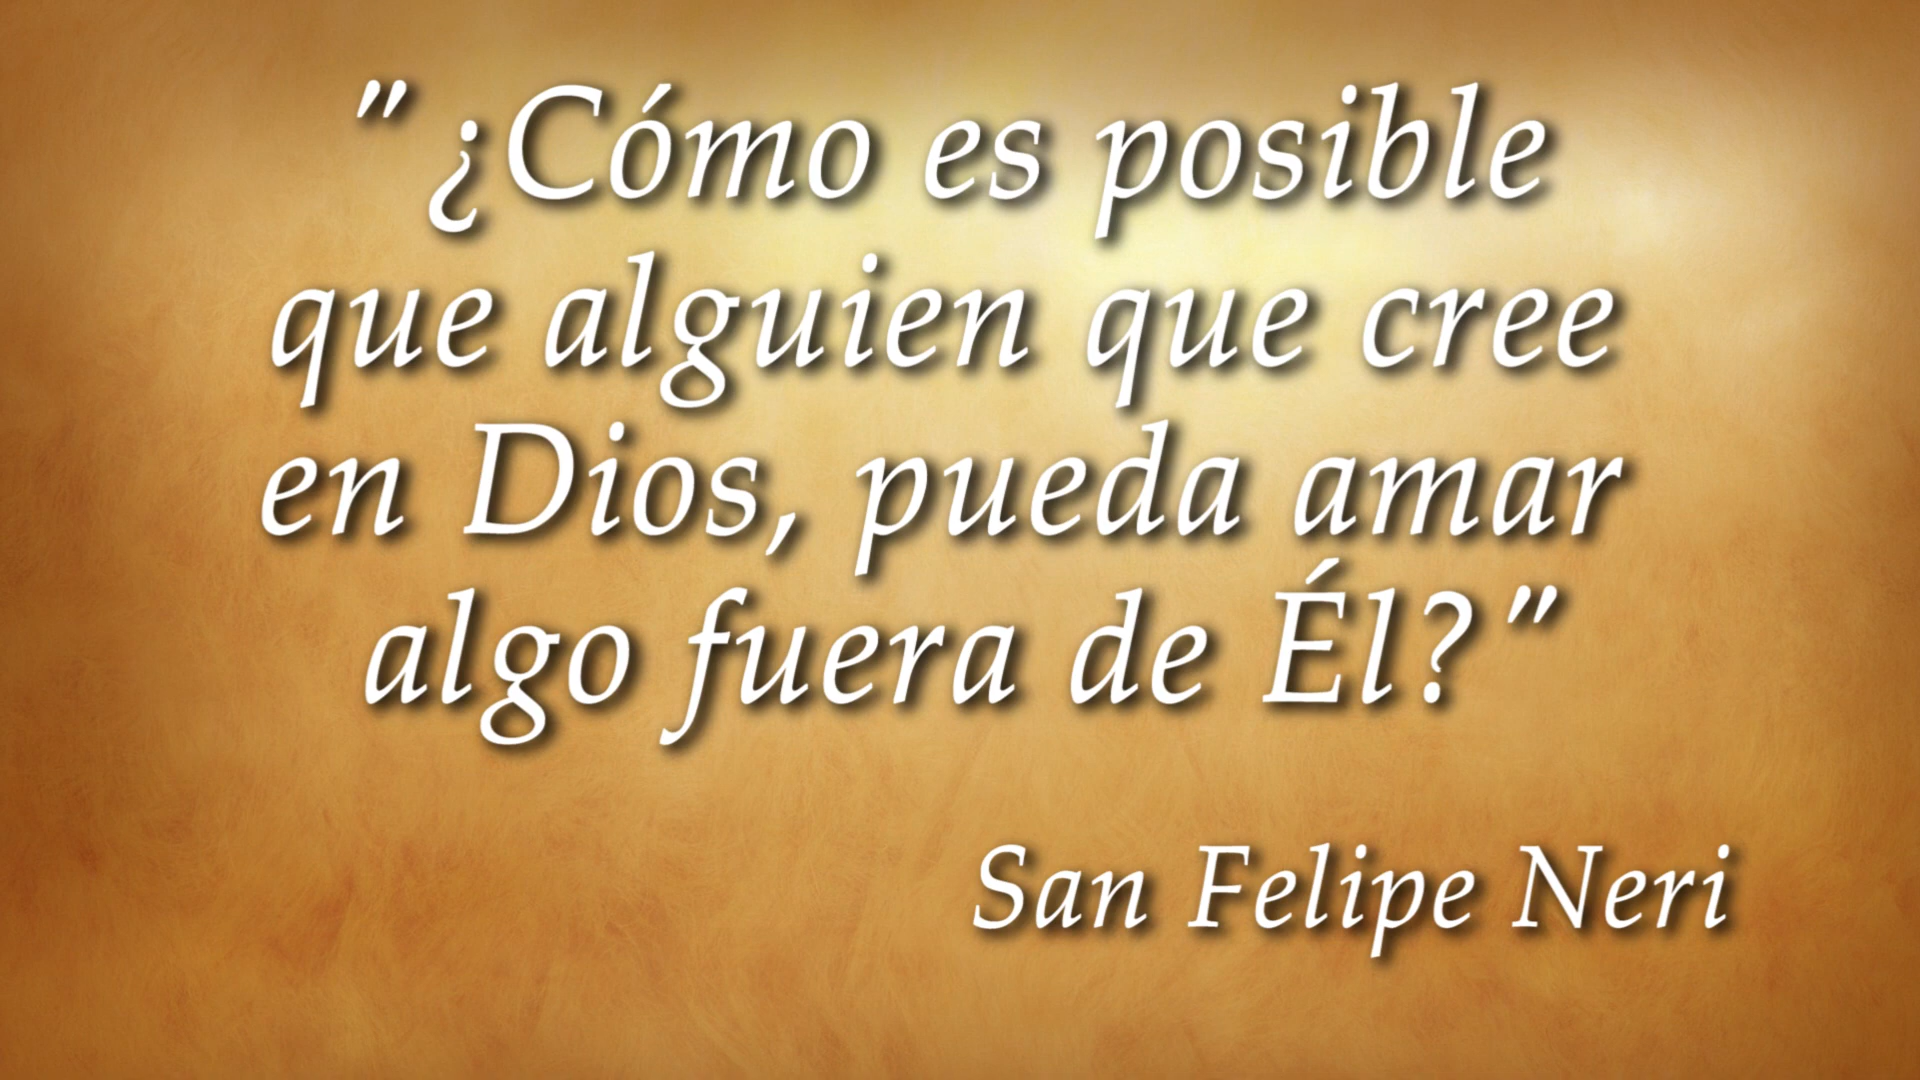 "¿Cómo es posible
que alguien que cree
en Dios, pueda amar
algo fuera de Él?"
San Felipe Neri